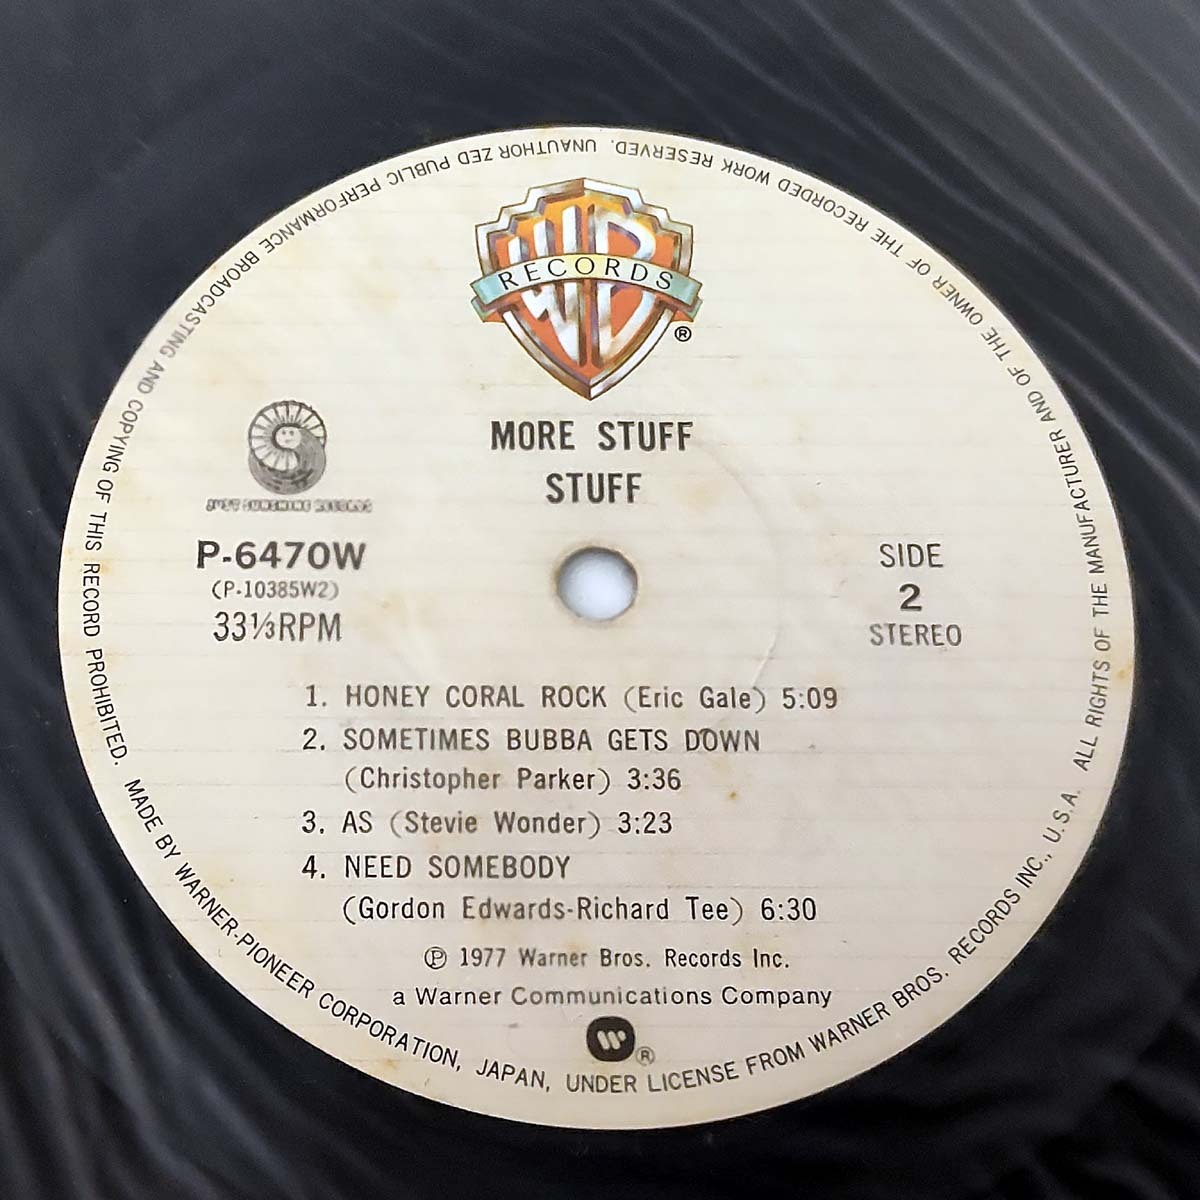 WB
RECORDS
®
MORE STUFF
STUFF
JUST SUNSHINE RECORDS
P-6470W
(P-10385W2)
33⅓RPM
SIDE
2
STEREO
1. HONEY CORAL ROCK (Eric Gale) 5:09
2. SOMETIMES BUBBA GETS DOWN
(Christopher Parker) 3:36
3. AS (Stevie Wonder) 3:23
4. NEED SOMEBODY
(Gordon Edwards-Richard Tee) 6:30
Ⓟ 1977 Warner Bros. Records Inc.
a Warner Communications Company
®
MADE BY WARNER-PIONEER CORPORATION, JAPAN, UNDER LICENSE FROM WARNER BROS. RECORDS INC., U.S.A. ALL RIGHTS OF THE MANUFACTURER AND OF THE OWNER OF THE RECORDED WORK RESERVED. UNAUTHOR ZED PUBLIC PERFORMANCE BROADCASTING AND COPYING OF THIS RECORD PROHIBITED.